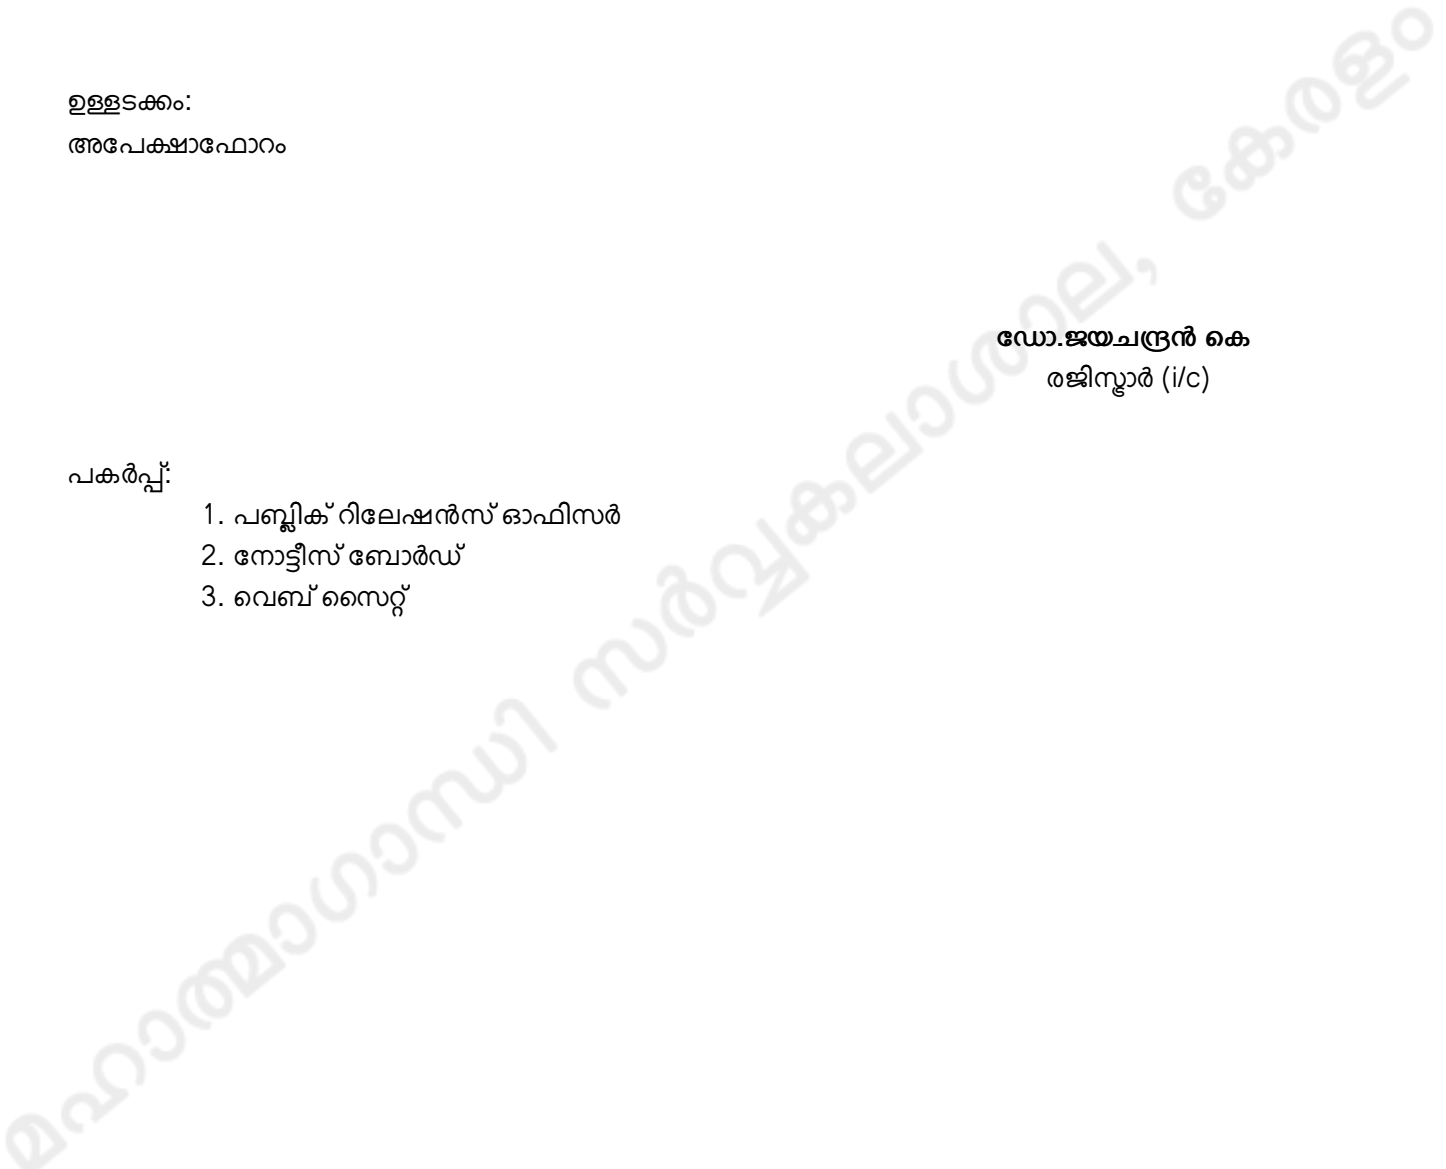 ഉള്ളടക്കം:
അപേക്ഷാഫോറം
ഡോ.ജയചന്ദ്രൻ കെ
രജിസ്ട്രാർ (i/c)
പകർപ്പ്:
1. പബ്ലിക് റിലേഷൻസ് ഓഫിസർ
2. നോട്ടീസ് ബോർഡ്
3. വെബ് സൈറ്റ്
മഹാത്മാഗാന്ധി സർവ്വകലാശാല, കേരളം